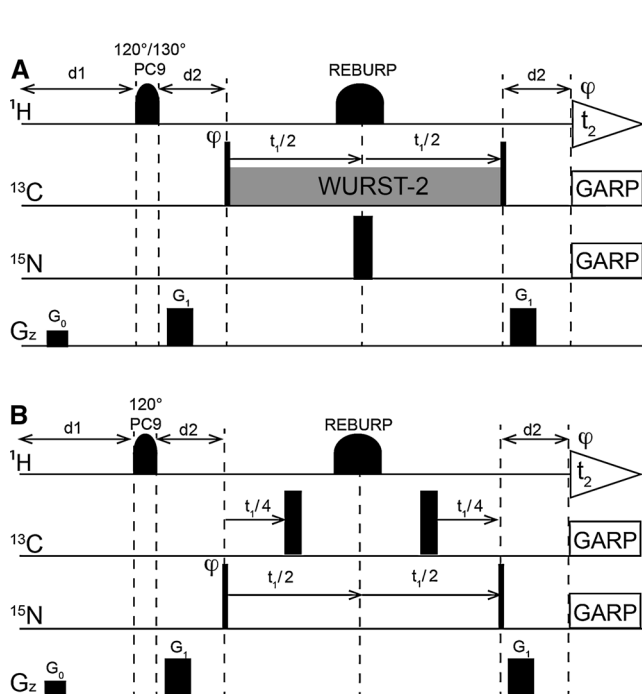 A
120°/130°
PC9
REBURP
d1
d2
d2
φ
¹H
t₂
φ
t₁/2
t₁/2
¹³C
WURST-2
GARP
¹⁵N
GARP
G₀
G₁
G₁
Gz
B
120°
PC9
REBURP
d1
d2
d2
φ
¹H
t₂
t₁/4
t₁/4
¹³C
GARP
φ
t₁/2
t₁/2
¹⁵N
GARP
G₀
G₁
G₁
Gz